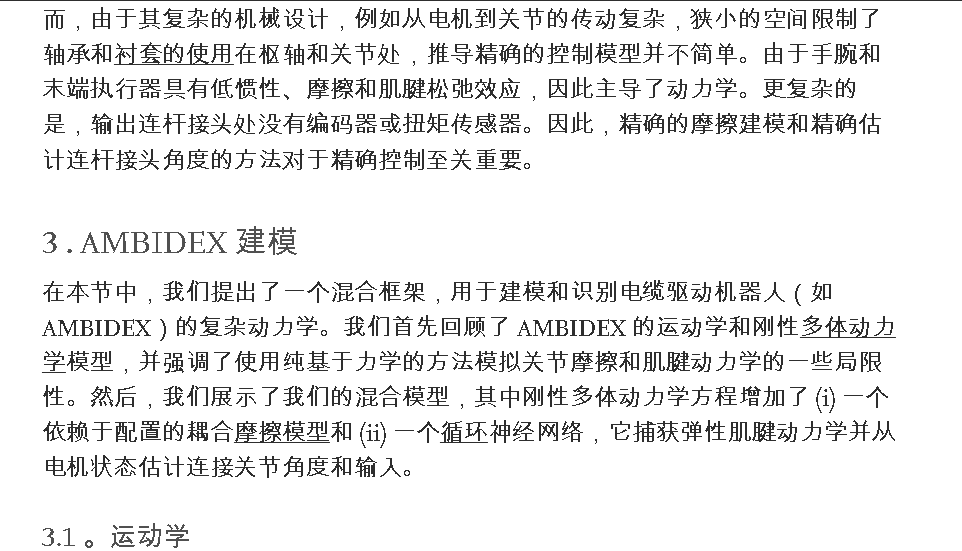 而，由于其复杂的机械设计，例如从电机到关节的传动复杂，狭小的空间限制了
轴承和衬套的使用在枢轴和关节处，推导精确的控制模型并不简单。由于手腕和
末端执行器具有低惯性、摩擦和肌腱松弛效应，因此主导了动力学。更复杂的
是，输出连杆接头处没有编码器或扭矩传感器。因此，精确的摩擦建模和精确估
计连杆接头角度的方法对于精确控制至关重要。
3 . AMBIDEX 建模
在本节中，我们提出了一个混合框架，用于建模和识别电缆驱动机器人（如
AMBIDEX）的复杂动力学。我们首先回顾了 AMBIDEX 的运动学和刚性多体动力
学模型，并强调了使用纯基于力学的方法模拟关节摩擦和肌腱动力学的一些局限
性。然后，我们展示了我们的混合模型，其中刚性多体动力学方程增加了 (i) 一个
依赖于配置的耦合摩擦模型和 (ii) 一个循环神经网络，它捕获弹性肌腱动力学并从
电机状态估计连接关节角度和输入。
3.1 。运动学